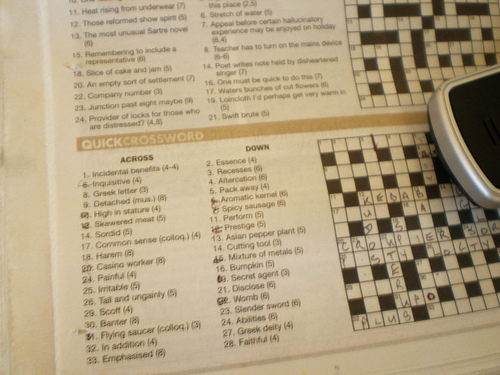 11. Heat rising from underwear (7)
12. Those reformed show spirit (5)
13. The most unusual Sartre novel
(6)
15. Remembering to include a
representative (6)
18. Slice of cake and jam (5)
20. An empty sort of settlement (7)
22. Company number (3)
23. Junction past eight maybe (9)
24. Provider of locks for those who
are distressed? (4,8)
this place (2,5)
6. Stretch of water (5)
7. Appear before certain hallucinatory
experience may be enjoyed on holiday
(8,4)
8. Teacher has to turn on the mains device
(6-6)
14. Poet writes note held by disheartened
singer (7)
16. One must be quick to do this (7)
17. Waters bunches of cut flowers (6)
19. Loincloth I'd perhaps get very warm in
(5)
21. Swift brute (5)
QUICKCROSSWORD
ACROSS
1. Incidental benefits (4-4)
6. Inquisitive (4)
8. Greek letter (3)
9. Detached (mus.) (8)
10. High in stature (4)
12. Skewered meat (5)
14. Sordid (5)
17. Common sense (colloq.) (4)
18. Harem (8)
20. Casino worker (8)
24. Painful (4)
25. Irritable (5)
26. Tall and ungainly (5)
29. Scoff (4)
30. Banter (8)
31. Flying saucer (colloq.) (3)
32. In addition (4)
33. Emphasised (8)
DOWN
2. Essence (4)
3. Recesses (6)
4. Altercation (6)
5. Pack away (4)
Aromatic kernel (6)
7. Spicy sausage (6)
11. Perform (5)
12. Prestige (5)
13. Asian pepper plant (5)
14. Cutting tool (3)
15. Mixture of metals (5)
16. Bumpkin (5)
19. Secret agent (3)
21. Disclose (6)
22. Womb (6)
23. Slender sword (6)
24. Abilities (6)
27. Greek deity (4)
28. Faithful (4)
KEBAB
CROUPIER
PLUS